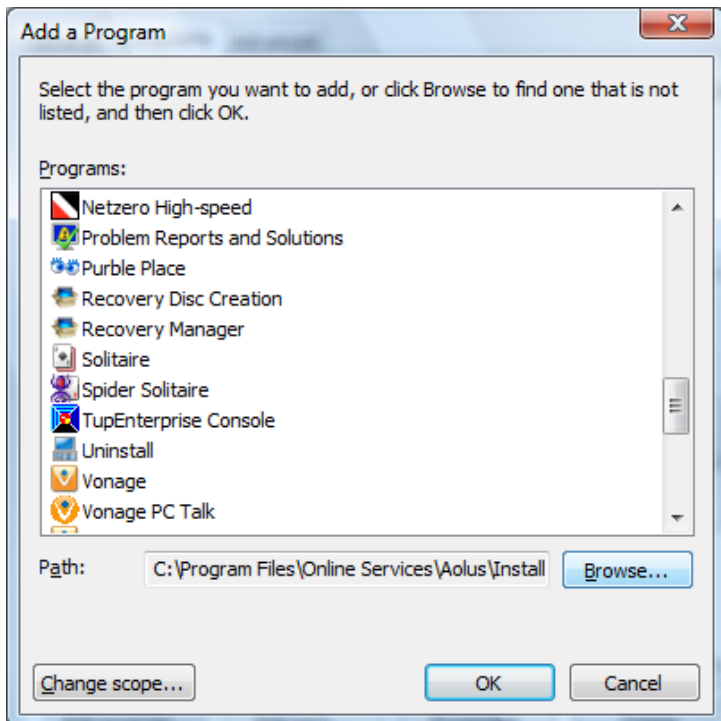 Add a Program
Select the program you want to add, or click Browse to find one that is not
listed, and then click OK.
Programs:
Netzero High-speed
Problem Reports and Solutions
Purble Place
Recovery Disc Creation
Recovery Manager
Solitaire
Spider Solitaire
TupEnterprise Console
Uninstall
Vonage
Vonage PC Talk
Path:
C:\Program Files\Online Services\Aolus\Install
Browse...
Change scope...
OK
Cancel